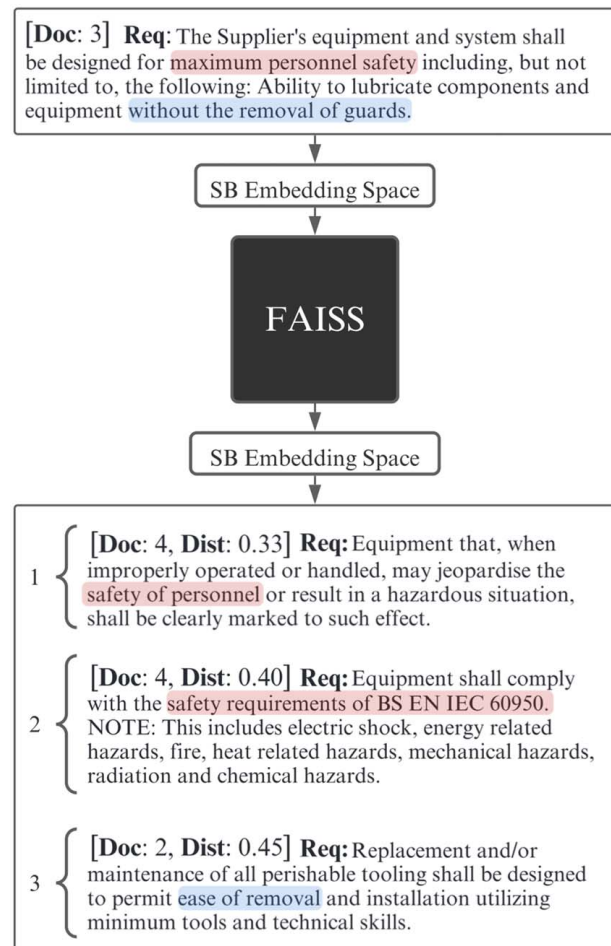 [Doc: 3] Req: The Supplier's equipment and system shall
be designed for maximum personnel safety including, but not
limited to, the following: Ability to lubricate components and
equipment without the removal of guards.
SB Embedding Space
FAISS
SB Embedding Space
[Doc: 4, Dist: 0.33] Req: Equipment that, when
improperly operated or handled, may jeopardise the
1
safety of personnel or result in a hazardous situation,
shall be clearly marked to such effect.
[Doc: 4, Dist: 0.40] Req: Equipment shall comply
with the safety requirements of BS EN IEC 60950.
2
NOTE: This includes electric shock, energy related
hazards, fire, heat related hazards, mechanical hazards,
radiation and chemical hazards.
[Doc: 2, Dist: 0.45] Req: Replacement and/or
maintenance of all perishable tooling shall be designed
3
to permit ease of removal and installation utilizing
minimum tools and technical skills.